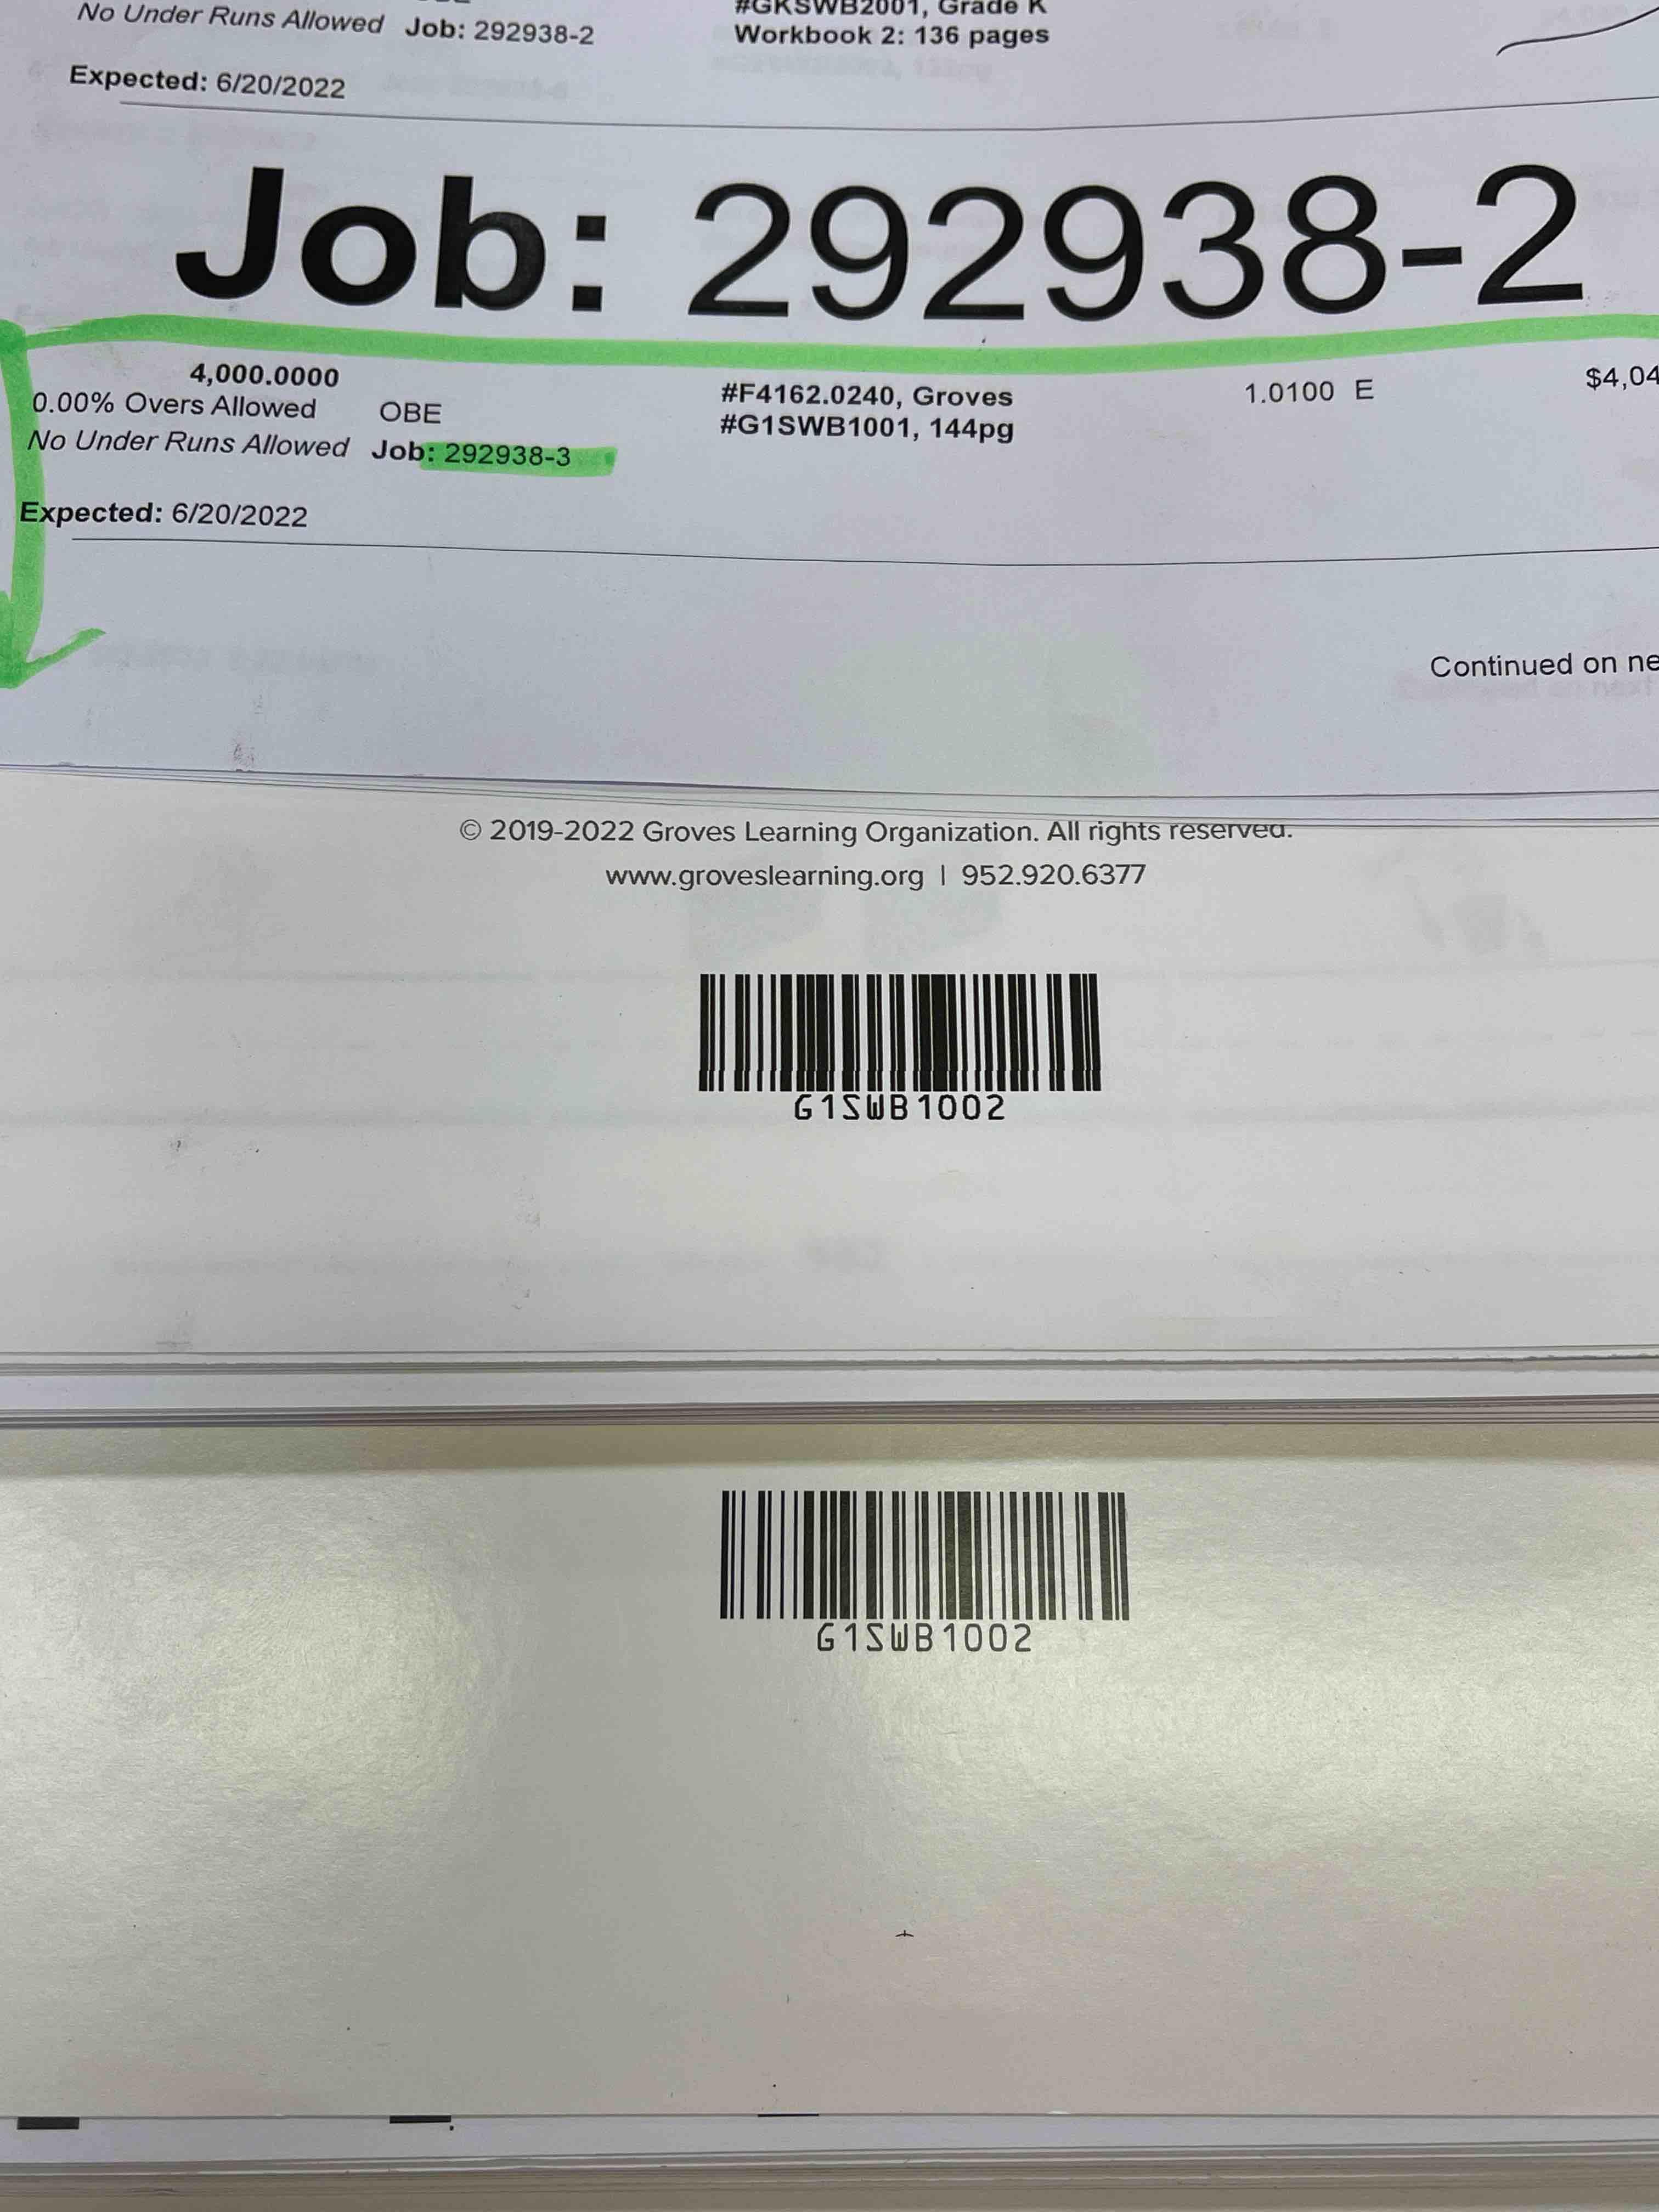 No Under Runs Allowed Job: 292938-2
#GKSWB2001, Grade K
Workbook 2: 136 pages
Expected: 6/20/2022
Job: 292938-2
4,000.0000
0.00% Overs Allowed OBE
No Under Runs Allowed Job: 292938-3
#F4162.0240, Groves
#G1SWB1001, 144pg
1.0100 E
$4,04
Expected: 6/20/2022
Continued on ne
© 2019-2022 Groves Learning Organization. All rights reserved.
www.groveslearning.org | 952.920.6377
G1SWB1002
G1SWB1002